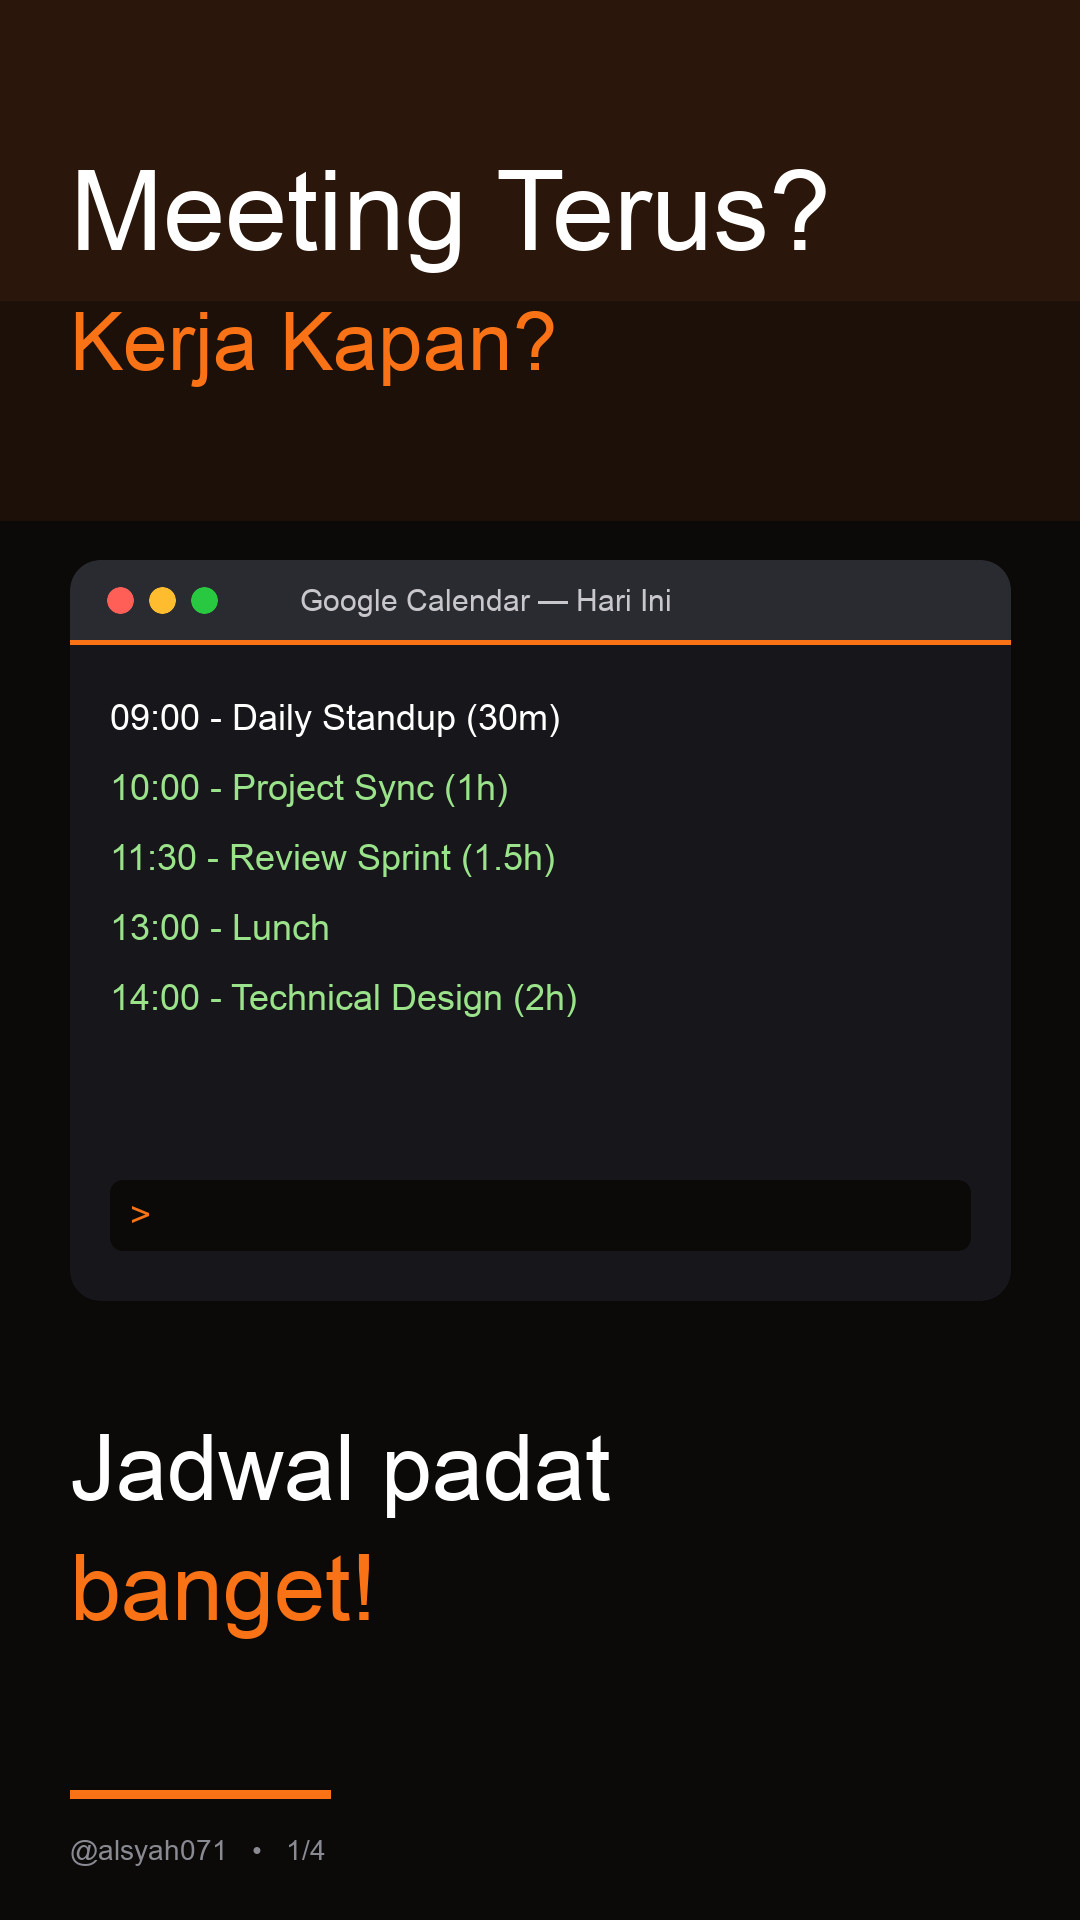 Meeting Terus?
Kerja Kapan?
Google Calendar — Hari Ini
09:00 - Daily Standup (30m)
10:00 - Project Sync (1h)
11:30 - Review Sprint (1.5h)
13:00 - Lunch
14:00 - Technical Design (2h)
>
Jadwal padat
banget!
@alsyah071 • 1/4